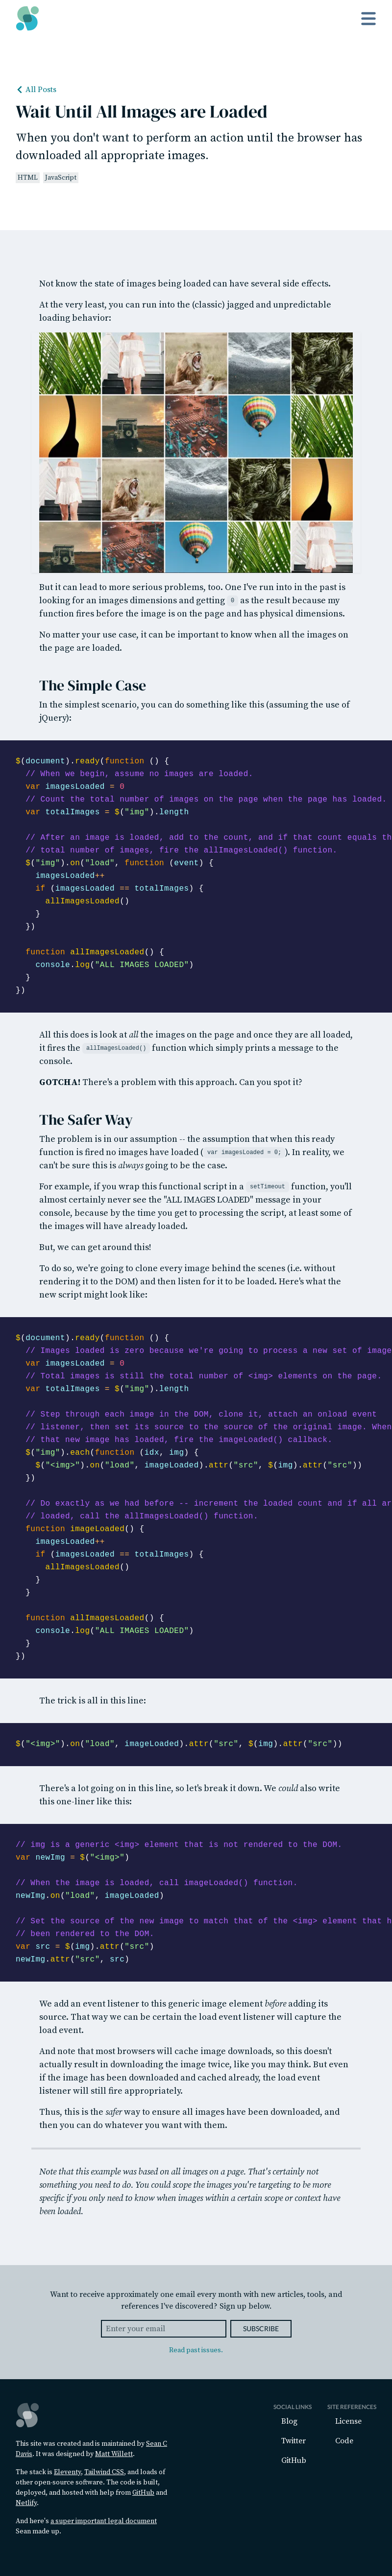 All Posts
Wait Until All Images are Loaded
When you don't want to perform an action until the browser has
downloaded all appropriate images.
HTML JavaScript
Not know the state of images being loaded can have several side effects.
At the very least, you can run into the (classic) jagged and unpredictable
loading behavior:
But it can lead to more serious problems, too. One I've run into in the past is
looking for an images dimensions and getting 0 as the result because my
function fires before the image is on the page and has physical dimensions.
No matter your use case, it can be important to know when all the images on
the page are loaded.
The Simple Case
In the simplest scenario, you can do something like this (assuming the use of
jQuery):
$(document).ready(function () {
  // When we begin, assume no images are loaded.
  var imagesLoaded = 0
  // Count the total number of images on the page when the page has loaded.
  var totalImages = $("img").length
  // After an image is loaded, add to the count, and if that count equals th
  // total number of images, fire the allImagesLoaded() function.
  $("img").on("load", function (event) {
    imagesLoaded++
    if (imagesLoaded == totalImages) {
      allImagesLoaded()
    }
  })
  function allImagesLoaded() {
    console.log("ALL IMAGES LOADED")
  }
})
All this does is look at all the images on the page and once they are all loaded,
it fires the allImagesLoaded() function which simply prints a message to the
console.
GOTCHA! There's a problem with this approach. Can you spot it?
The Safer Way
The problem is in our assumption -- the assumption that when this ready
function is fired no images have loaded ( var imagesLoaded = 0; ). In reality, we
can't be sure this is always going to be the case.
For example, if you wrap this functional script in a setTimeout function, you'll
almost certainly never see the "ALL IMAGES LOADED" message in your
console, because by the time you get to processing the script, at least some of
the images will have already loaded.
But, we can get around this!
To do so, we're going to clone every image behind the scenes (i.e. without
rendering it to the DOM) and then listen for it to be loaded. Here's what the
new script might look like:
$(document).ready(function () {
  // Images loaded is zero because we're going to process a new set of image
  var imagesLoaded = 0
  // Total images is still the total number of <img> elements on the page.
  var totalImages = $("img").length
  // Step through each image in the DOM, clone it, attach an onload event
  // listener, then set its source to the source of the original image. When
  // that new image has loaded, fire the imageLoaded() callback.
  $("img").each(function (idx, img) {
    $("<img>").on("load", imageLoaded).attr("src", $(img).attr("src"))
  })
  // Do exactly as we had before -- increment the loaded count and if all ar
  // loaded, call the allImagesLoaded() function.
  function imageLoaded() {
    imagesLoaded++
    if (imagesLoaded == totalImages) {
      allImagesLoaded()
    }
  }
  function allImagesLoaded() {
    console.log("ALL IMAGES LOADED")
  }
})
The trick is all in this line:
$("<img>").on("load", imageLoaded).attr("src", $(img).attr("src"))
There's a lot going on in this line, so let's break it down. We could also write
this one-liner like this:
// img is a generic <img> element that is not rendered to the DOM.
var newImg = $("<img>")
// When the image is loaded, call imageLoaded() function.
newImg.on("load", imageLoaded)
// Set the source of the new image to match that of the <img> element that h
// been rendered to the DOM.
var src = $(img).attr("src")
newImg.attr("src", src)
We add an event listener to this generic image element before adding its
source. That way we can be certain the load event listener will capture the
load event.
And note that most browsers will cache image downloads, so this doesn't
actually result in downloading the image twice, like you may think. But even
if the image has been downloaded and cached already, the load event
listener will still fire appropriately.
Thus, this is the safer way to ensure all images have been downloaded, and
then you can do whatever you want with them.
Note that this example was based on all images on a page. That's certainly not
something you need to do. You could scope the images you're targeting to be more
specific if you only need to know when images within a certain scope or context have
been loaded.
Want to receive approximately one email every month with new articles, tools, and
references I've discovered? Sign up below.
Enter your email SUBSCRIBE
Read past issues.
This site was created and is maintained by Sean C
Davis. It was designed by Matt Willett.
The stack is Eleventy, Tailwind CSS, and loads of
other open-source software. The code is built,
deployed, and hosted with help from GitHub and
Netlify.
And here's a super important legal document
Sean made up.
SOCIAL LINKS
Blog
Twitter
GitHub
SITE REFERENCES
License
Code